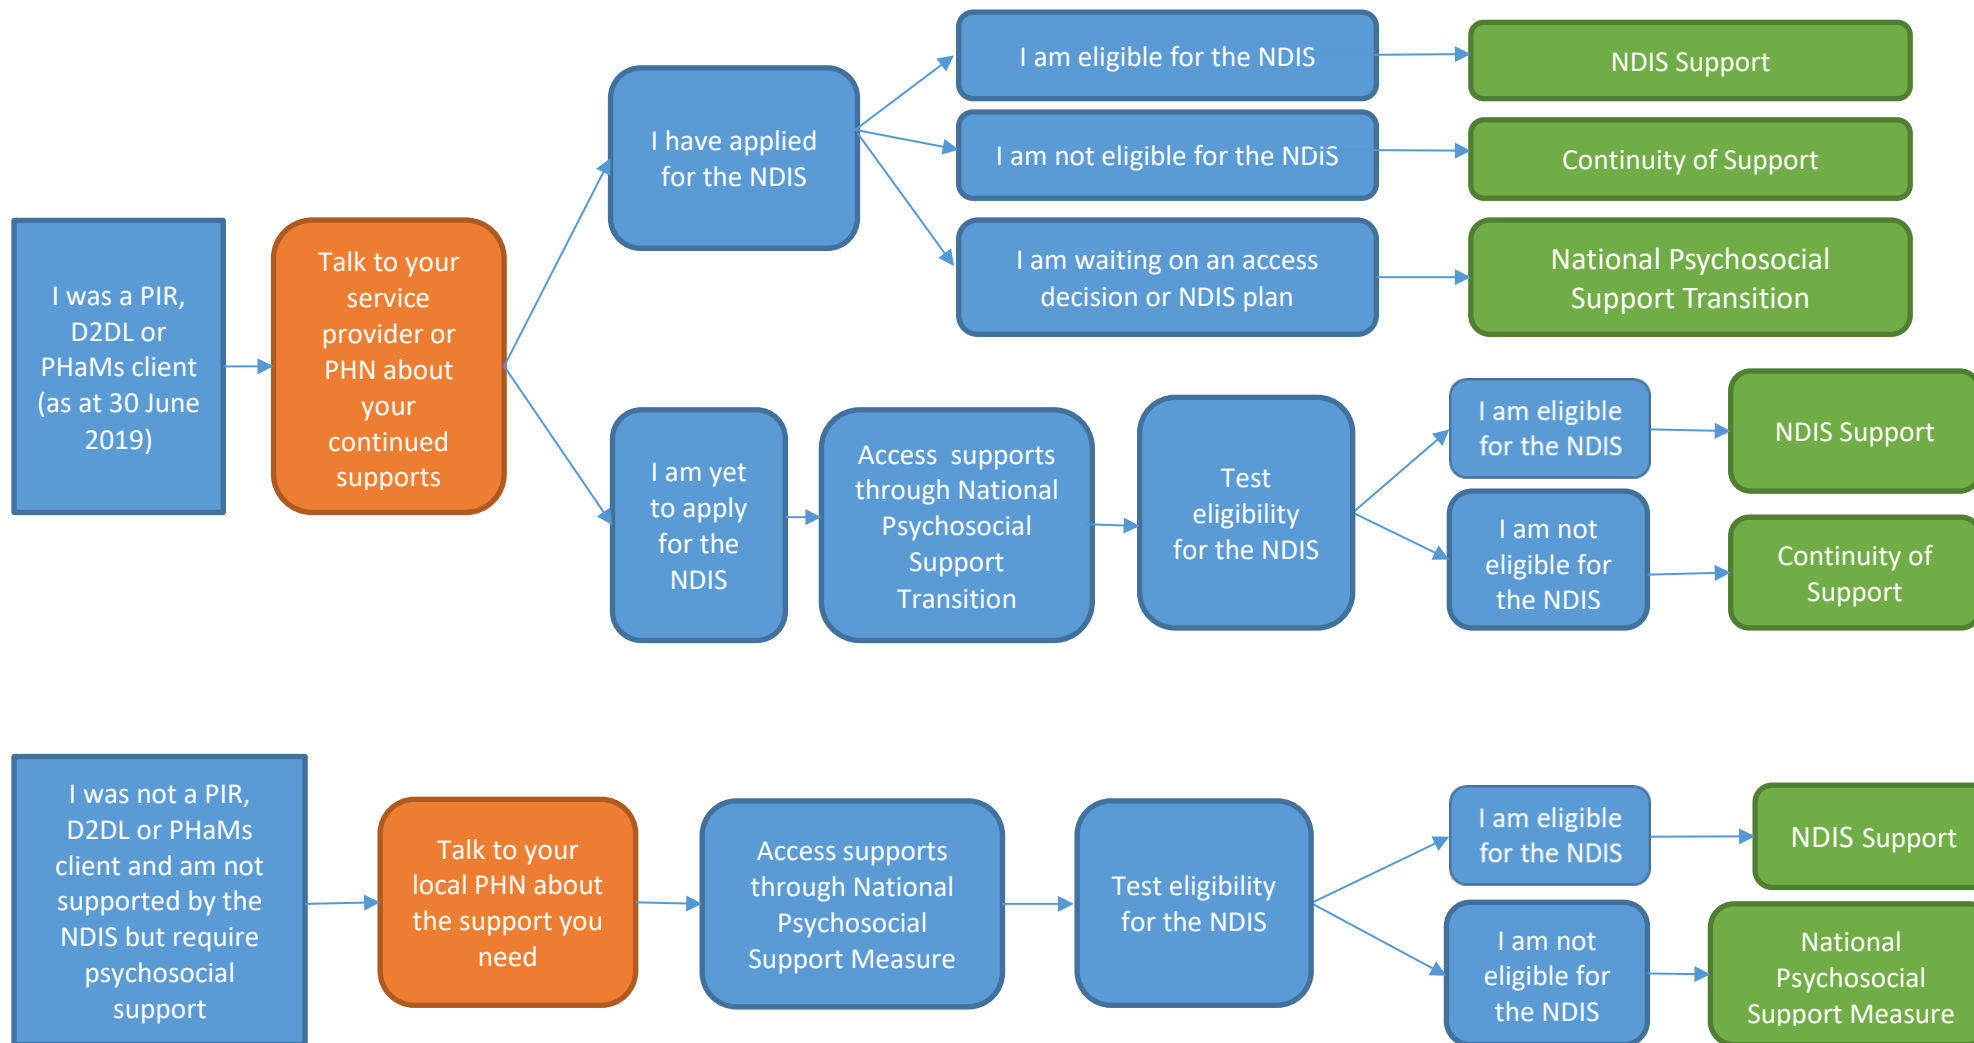 I was a PIR,
D2DL or
PHaMs client
(as at 30 June
2019)
Talk to your
service
provider or
PHN about
your
continued
supports
I have applied
for the NDIS
I am eligible for the NDIS
NDIS Support
I am not eligible for the NDiS
Continuity of Support
I am waiting on an access
decision or NDIS plan
National Psychosocial
Support Transition
I am yet
to apply
for the
NDIS
Access supports
through National
Psychosocial
Support
Transition
Test
eligibility
for the NDIS
I am eligible
for the NDIS
NDIS Support
I am not
eligible for
the NDIS
Continuity of
Support
I was not a PIR,
D2DL or PHaMs
client and am not
supported by the
NDIS but require
psychosocial
support
Talk to your
local PHN about
the support you
need
Access supports
through National
Psychosocial
Support Measure
Test eligibility
for the NDIS
I am eligible
for the NDIS
NDIS Support
I am not
eligible for
the NDIS
National
Psychosocial
Support Measure